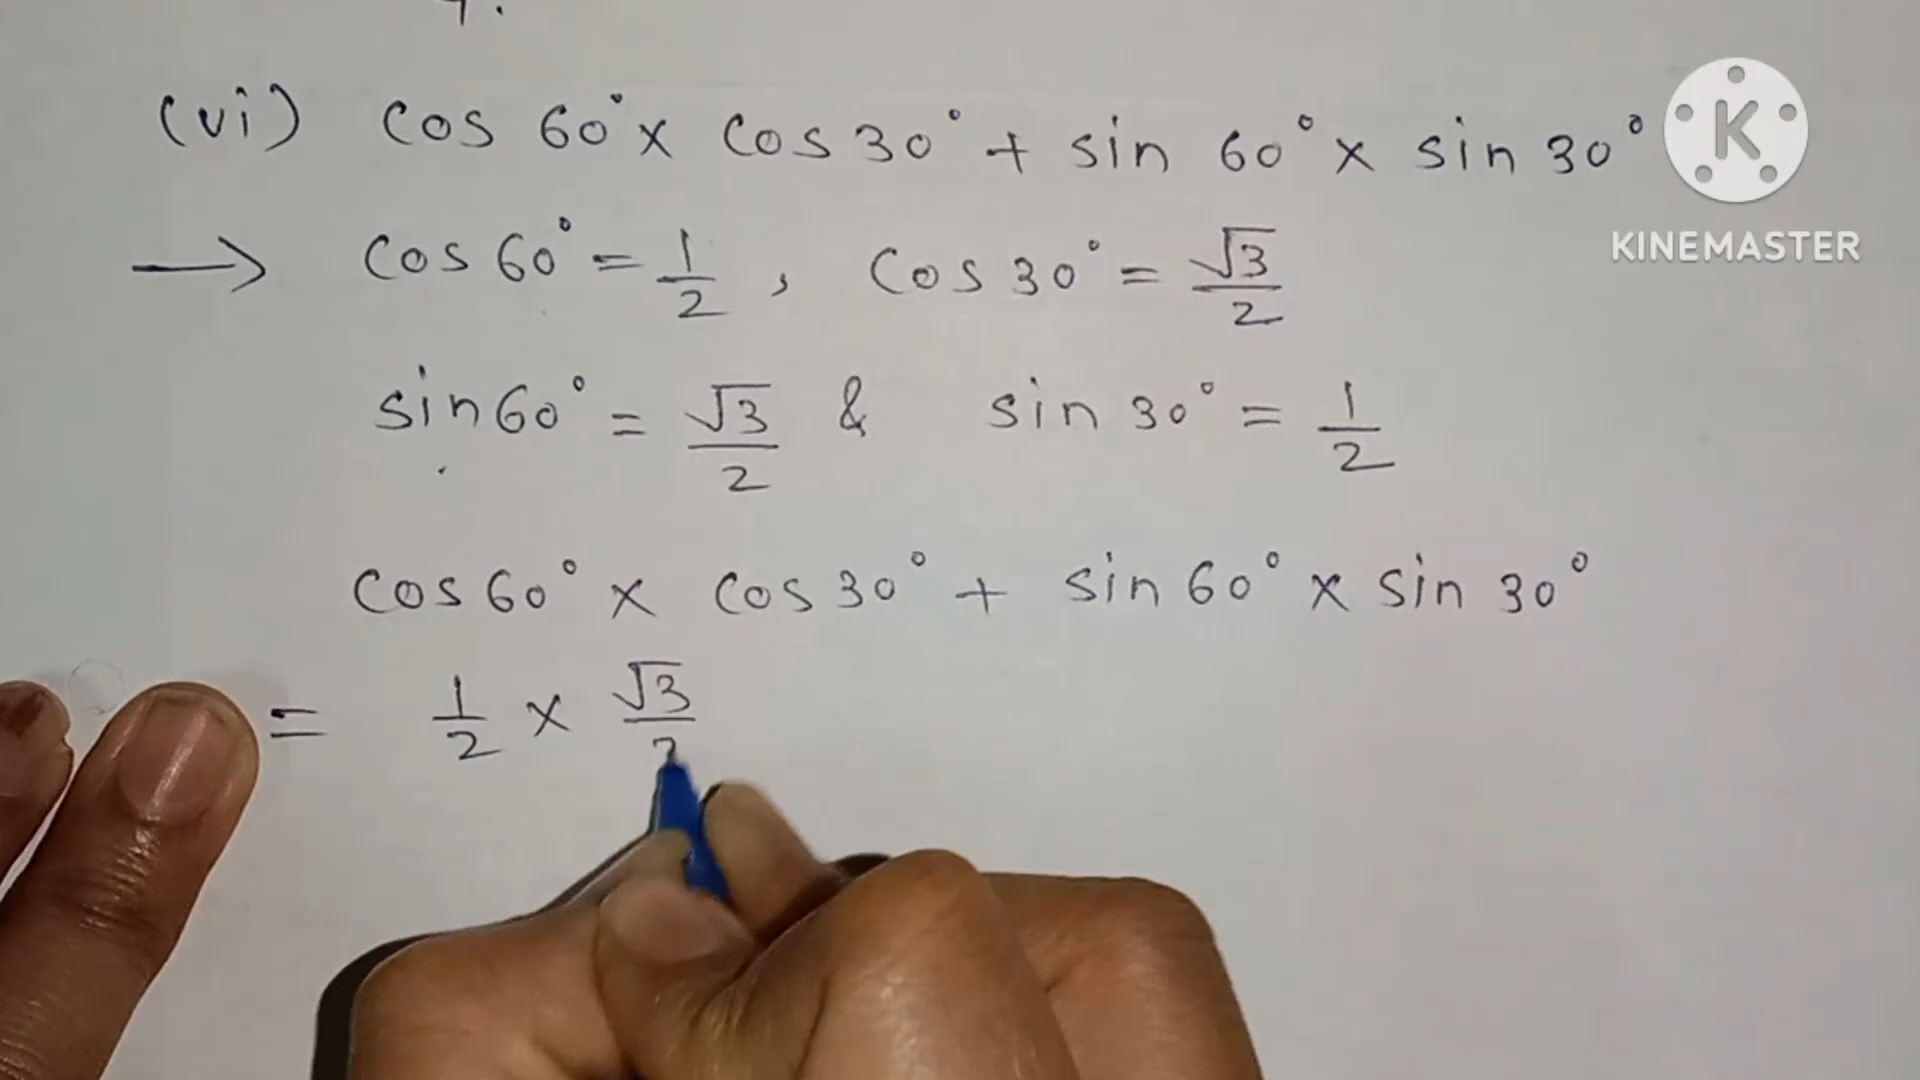 (vi) cos 60° x cos 30° + sin 60° x sin 30°
KINEMASTER
→ cos 60° = 1/2 , cos 30° = √3/2
sin 60° = √3/2 & sin 30° = 1/2
cos 60° x cos 30° + sin 60° x sin 30°
= 1/2 x √3/2